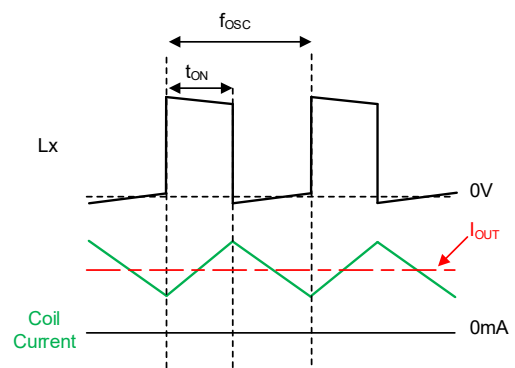 fOSC
tON
Lx
0V
IOUT
Coil
Current
0mA